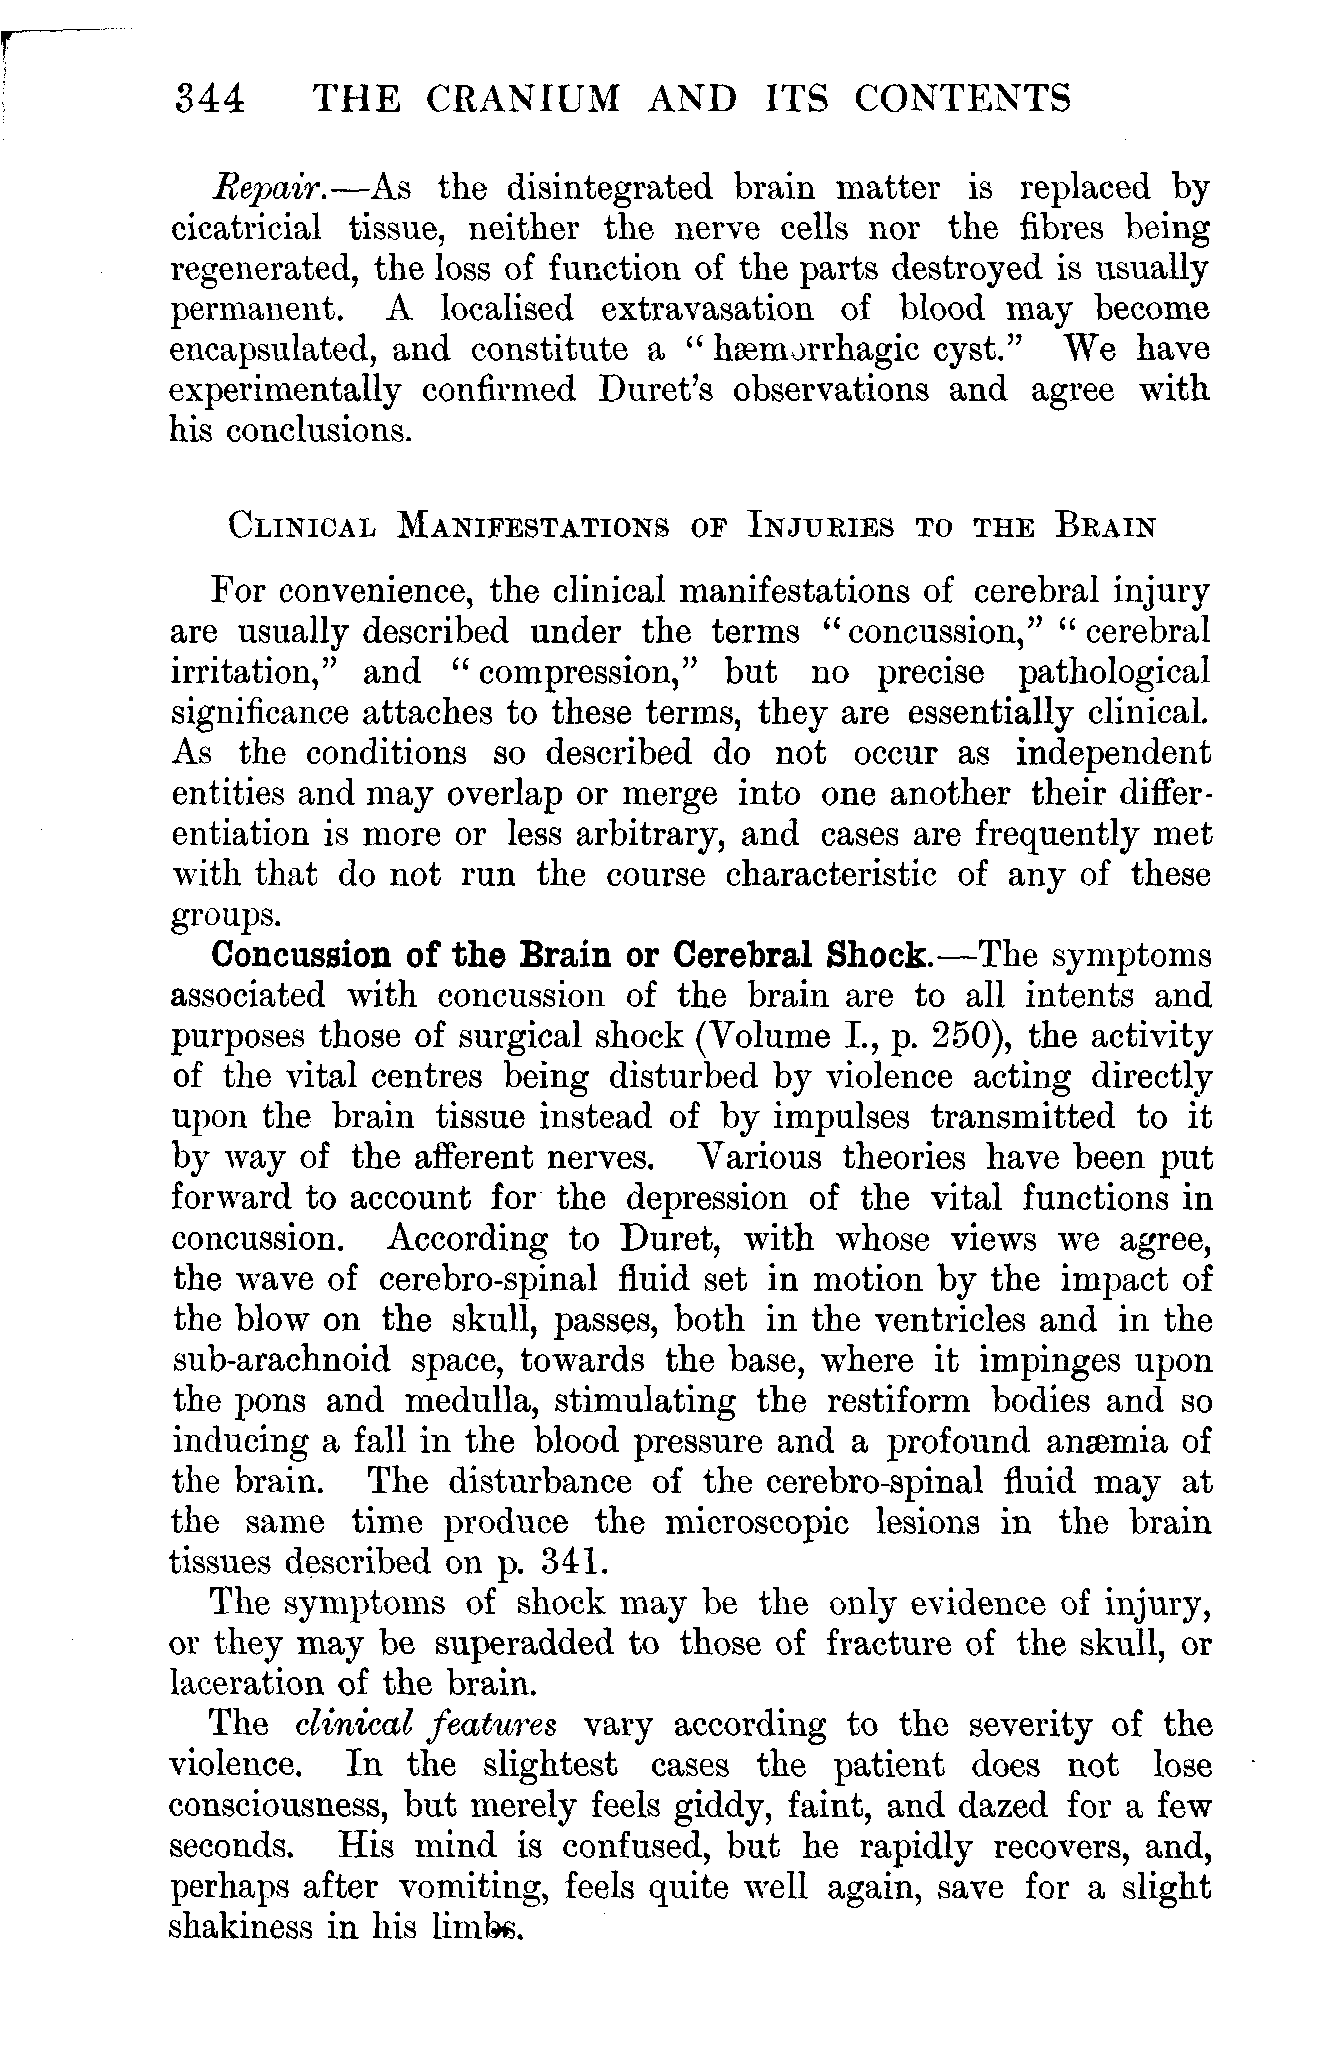 344 THE CRANIUM AND ITS CONTENTS
Repair.—As the disintegrated brain matter is replaced by
cicatricial tissue, neither the nerve cells nor the fibres being
regenerated, the loss of function of the parts destroyed is usually
permanent. A localised extravasation of blood may become
encapsulated, and constitute a “ hæmorrhagic cyst.” We have
experimentally confirmed Duret’s observations and agree with
his conclusions.
CLINICAL MANIFESTATIONS OF INJURIES TO THE BRAIN
For convenience, the clinical manifestations of cerebral injury
are usually described under the terms “ concussion,” “ cerebral
irritation,” and “ compression,” but no precise pathological
significance attaches to these terms, they are essentially clinical.
As the conditions so described do not occur as independent
entities and may overlap or merge into one another their differ-
entiation is more or less arbitrary, and cases are frequently met
with that do not run the course characteristic of any of these
groups.
Concussion of the Brain or Cerebral Shock.—The symptoms
associated with concussion of the brain are to all intents and
purposes those of surgical shock (Volume I., p. 250), the activity
of the vital centres being disturbed by violence acting directly
upon the brain tissue instead of by impulses transmitted to it
by way of the afferent nerves. Various theories have been put
forward to account for the depression of the vital functions in
concussion. According to Duret, with whose views we agree,
the wave of cerebro-spinal fluid set in motion by the impact of
the blow on the skull, passes, both in the ventricles and in the
sub-arachnoid space, towards the base, where it impinges upon
the pons and medulla, stimulating the restiform bodies and so
inducing a fall in the blood pressure and a profound anæmia of
the brain. The disturbance of the cerebro-spinal fluid may at
the same time produce the microscopic lesions in the brain
tissues described on p. 341.
The symptoms of shock may be the only evidence of injury,
or they may be superadded to those of fracture of the skull, or
laceration of the brain.
The clinical features vary according to the severity of the
violence. In the slightest cases the patient does not lose
consciousness, but merely feels giddy, faint, and dazed for a few
seconds. His mind is confused, but he rapidly recovers, and,
perhaps after vomiting, feels quite well again, save for a slight
shakiness in his limbs.